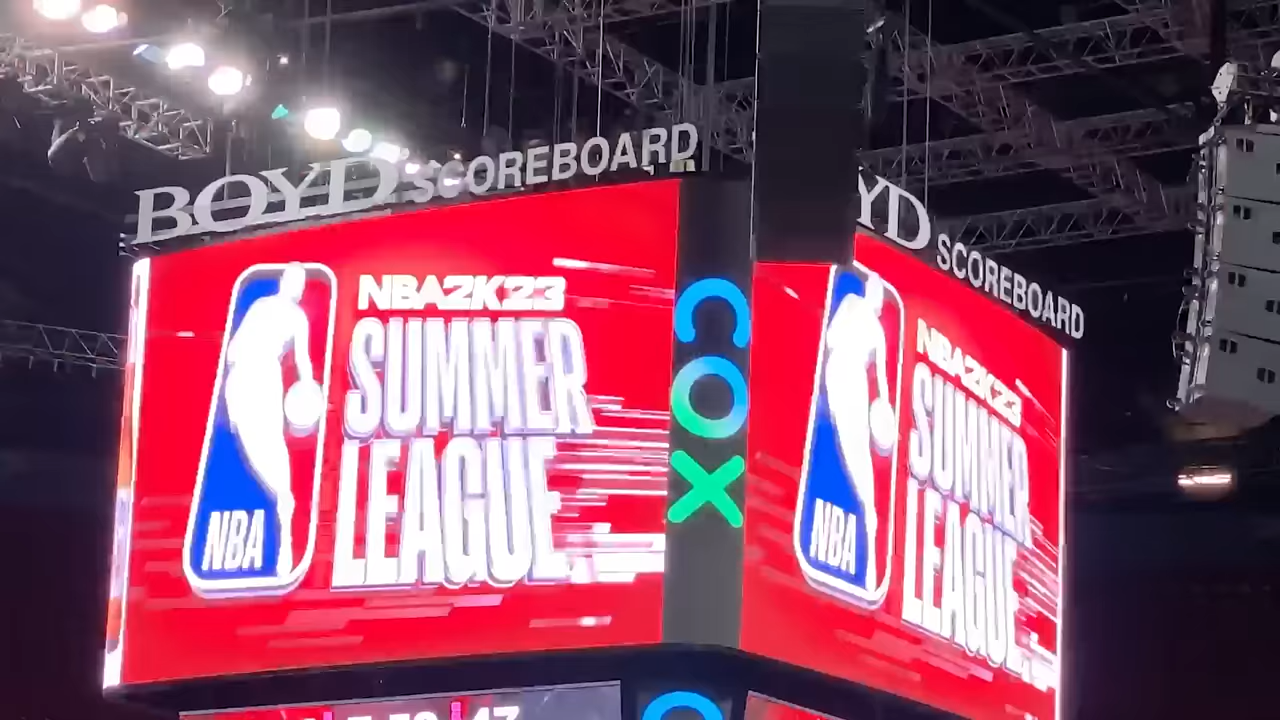 BOYD SCOREBOARD
NBA2K23
SUMMER
LEAGUE
NBA
COX
YD SCOREBOARD
NBA2K23
SUMMER
LEAGUE
NBA